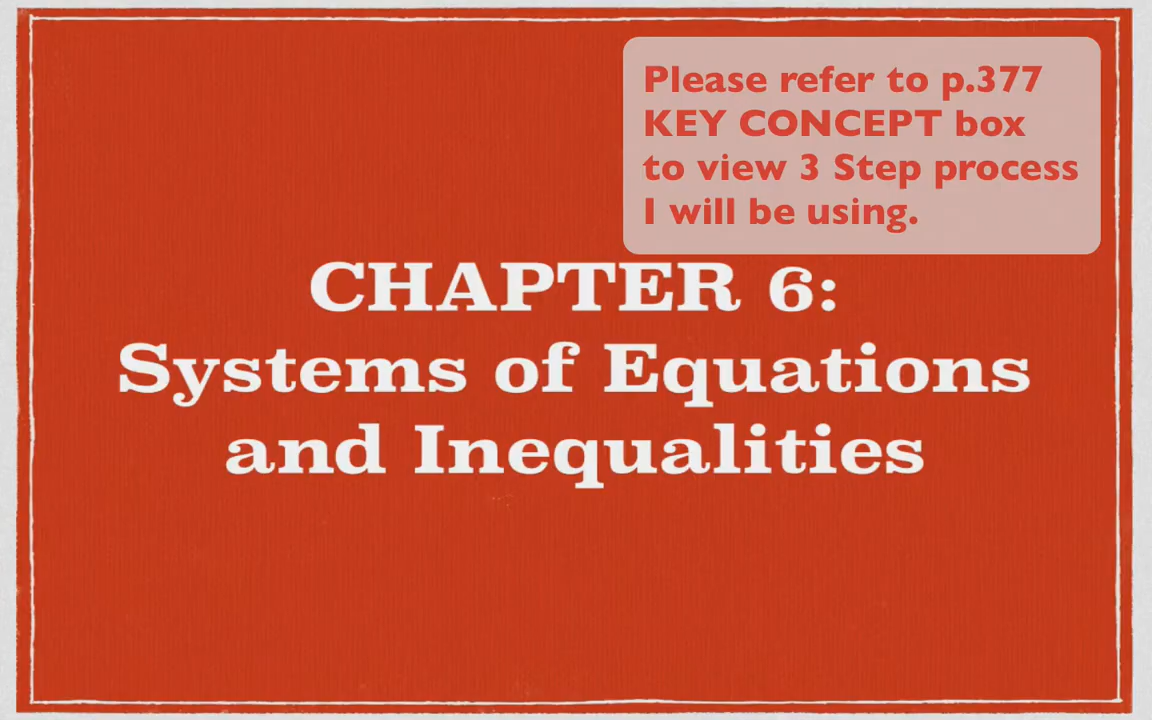 Please refer to p.377
KEY CONCEPT box
to view 3 Step process
I will be using.
CHAPTER 6:
Systems of Equations
and Inequalities